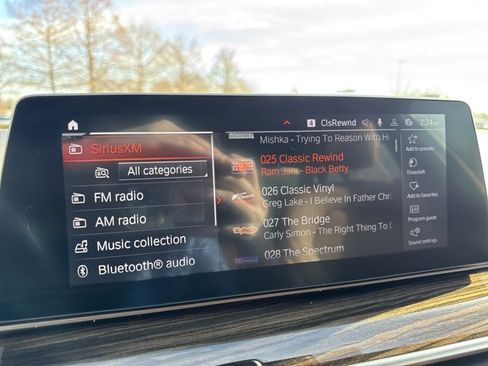 4 ClsRewnd 2:24 PM
SiriusXM
All categories
FM radio
AM radio
Music collection
Bluetooth® audio
Mishka - Trying To Reason With H
025 Classic Rewind
Ram Jam - Black Betty
026 Classic Vinyl
Greg Lake - I Believe In Father Chri
027 The Bridge
Carly Simon - The Right Thing To D
028 The Spectrum
Add to presets
Timeshift
Add to favorites
Program guide
Sound settings